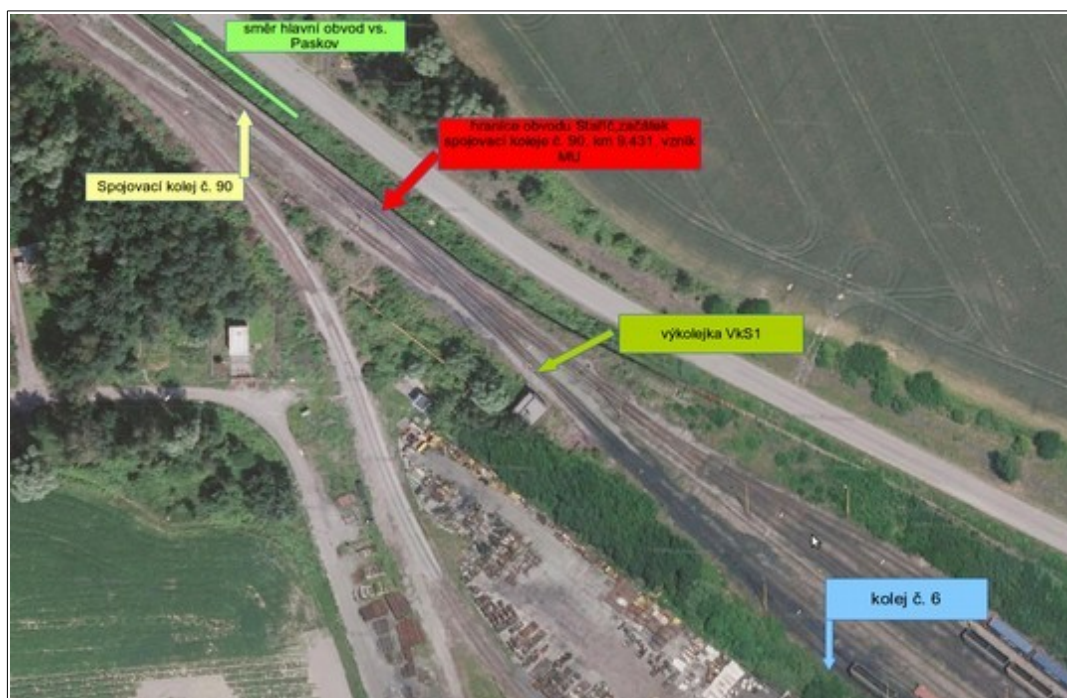 směr hlavní obvod vs.
Paskov
hranice obvodu Staříč,začátek
spojovací koleje č. 90. km 9,431 vznik
MU
Spojovací kolej č. 90
výkolejka VkS1
kolej č. 6